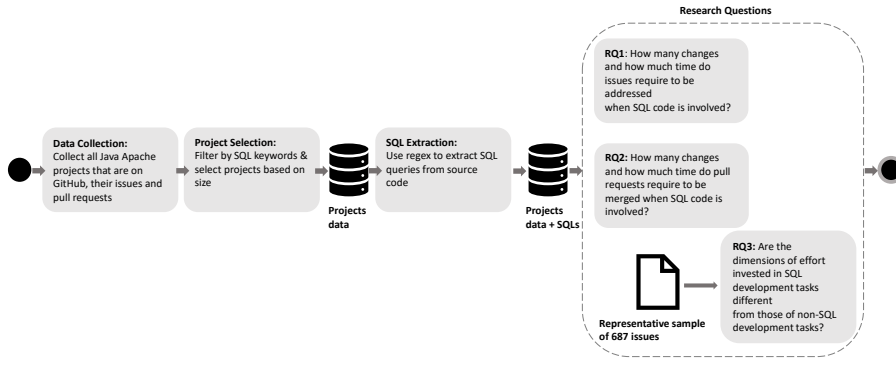 Research Questions
Data Collection:
Collect all Java Apache
projects that are on
GitHub, their issues and
pull requests
Project Selection:
Filter by SQL keywords &
select projects based on
size
Projects
data
SQL Extraction:
Use regex to extract SQL
queries from source
code
Projects
data + SQLs
RQ1: How many changes
and how much time do
issues require to be
addressed
when SQL code is involved?
RQ2: How many changes
and how much time do pull
requests require to be
merged when SQL code is
involved?
Representative sample
of 687 issues
RQ3: Are the
dimensions of effort
invested in SQL
development tasks
different
from those of non-SQL
development tasks?